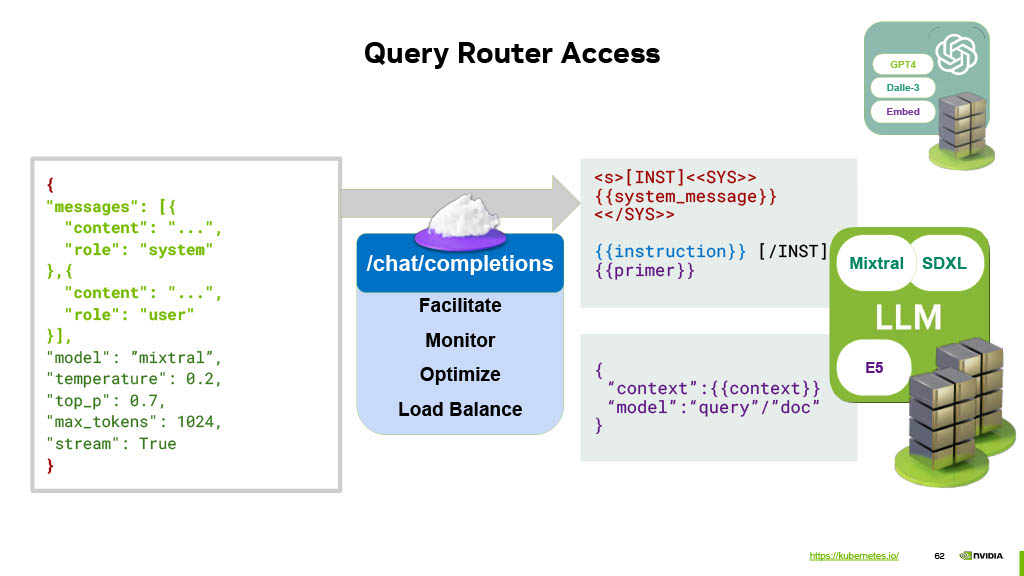 Query Router Access
GPT4
Dalle-3
Embed
{
"messages": [{
"content": "...",
"role": "system"
},{
"content": "...",
"role": "user"
}],
"model": ”mixtral”,
"temperature": 0.2,
"top_p": 0.7,
"max_tokens": 1024,
"stream": True
}
/chat/completions
Facilitate
Monitor
Optimize
Load Balance
<s>[INST]<<SYS>>
{{system_message}}
<</SYS>>
{{instruction}} [/INST]
{{primer}}
{
“context”:{{context}}
“model”:“query”/”doc”
}
Mixtral
SDXL
LLM
E5
https://kubernetes.io/
62
NVIDIA